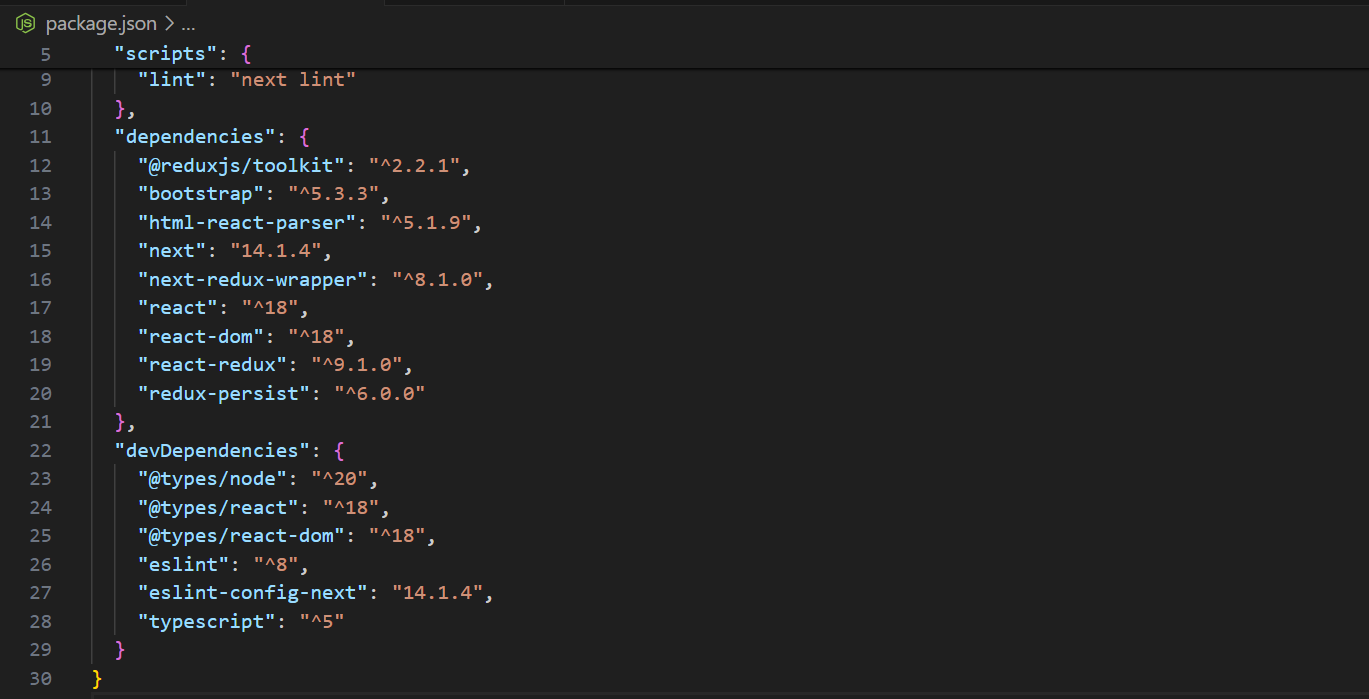 package.json > ...
5 "scripts": {
9 "lint": "next lint"
10 },
11 "dependencies": {
12 "@reduxjs/toolkit": "^2.2.1",
13 "bootstrap": "^5.3.3",
14 "html-react-parser": "^5.1.9",
15 "next": "14.1.4",
16 "next-redux-wrapper": "^8.1.0",
17 "react": "^18",
18 "react-dom": "^18",
19 "react-redux": "^9.1.0",
20 "redux-persist": "^6.0.0"
21 },
22 "devDependencies": {
23 "@types/node": "^20",
24 "@types/react": "^18",
25 "@types/react-dom": "^18",
26 "eslint": "^8",
27 "eslint-config-next": "14.1.4",
28 "typescript": "^5"
29 }
30 }